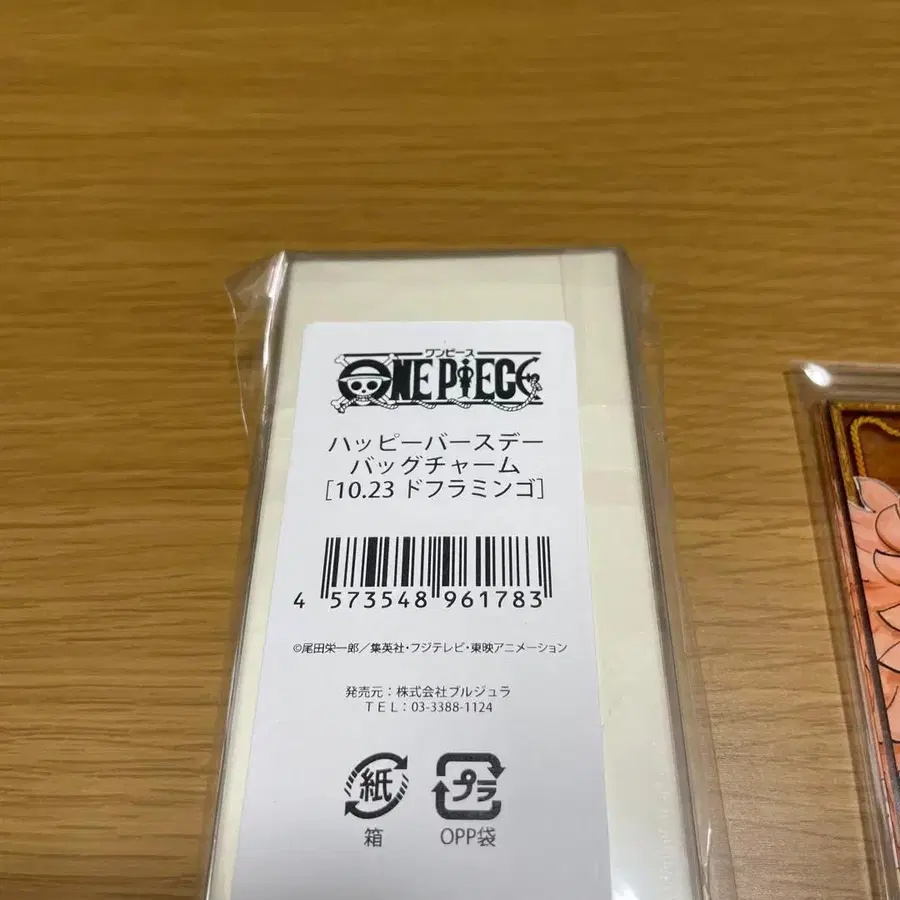 ワンピース
ONE PIECE
ハッピーバースデー
バッグチャーム
[10.23 ドフラミンゴ]
4 573548 961783
©尾田栄一郎／集英社・フジテレビ・東映アニメーション
発売元：株式会社ブルジュラ
TEL：03-3388-1124
紙 プラ
箱 OPP袋